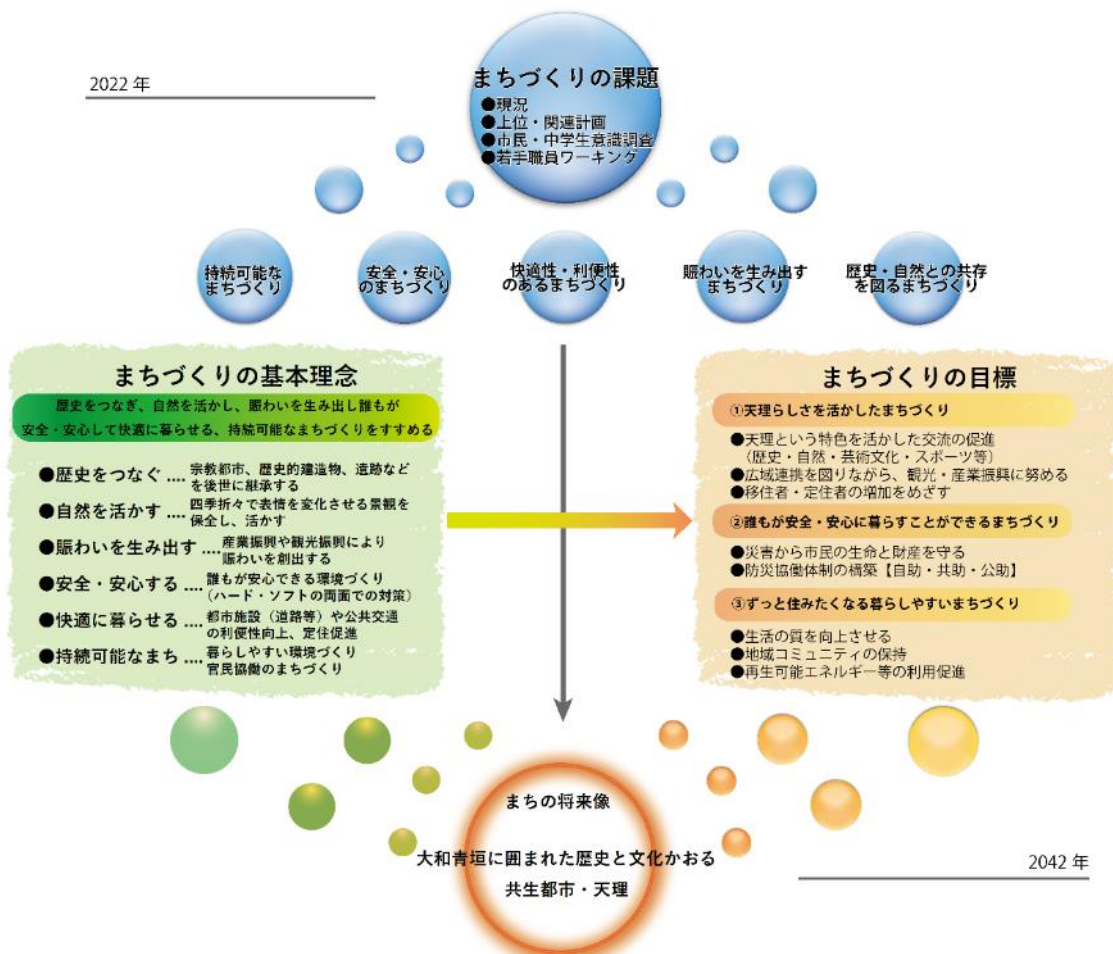 2022 年
まちづくりの課題
●現況
●上位・関連計画
●市民・中学生意識調査
●若手職員ワーキング
持続可能な
まちづくり
安全・安心
のまちづくり
快適性・利便性
のあるまちづくり
賑わいを生み出す
まちづくり
歴史・自然との共存
を図るまちづくり
まちづくりの基本理念
歴史をつなぎ、自然を活かし、賑わいを生み出し誰もが
安全・安心して快適に暮らせる、持続可能なまちづくりをすすめる
●歴史をつなぐ .... 宗教都市、歴史的建造物、遺跡など
を後世に継承する
●自然を活かす .... 四季折々で表情を変化させる景観を
保全し、活かす
●賑わいを生み出す .... 産業振興や観光振興により
賑わいを創出する
●安全・安心する .... 誰もが安心できる環境づくり
（ハード・ソフトの両面での対策）
●快適に暮らせる .... 都市施設（道路等）や公共交通
の利便性向上、定住促進
●持続可能なまち .... 暮らしやすい環境づくり
官民協働のまちづくり
まちづくりの目標
①天理らしさを活かしたまちづくり
●天理という特色を活かした交流の促進
（歴史・自然・芸術文化・スポーツ等）
●広域連携を図りながら、観光・産業振興に努める
●移住者・定住者の増加をめざす
②誰もが安全・安心に暮らすことができるまちづくり
●災害から市民の生命と財産を守る
●防災協働体制の構築【自助・共助・公助】
③ずっと住みたくなる暮らしやすいまちづくり
●生活の質を向上させる
●地域コミュニティの保持
●再生可能エネルギー等の利用促進
まちの将来像
大和青垣に囲まれた歴史と文化かおる
共生都市・天理
2042 年